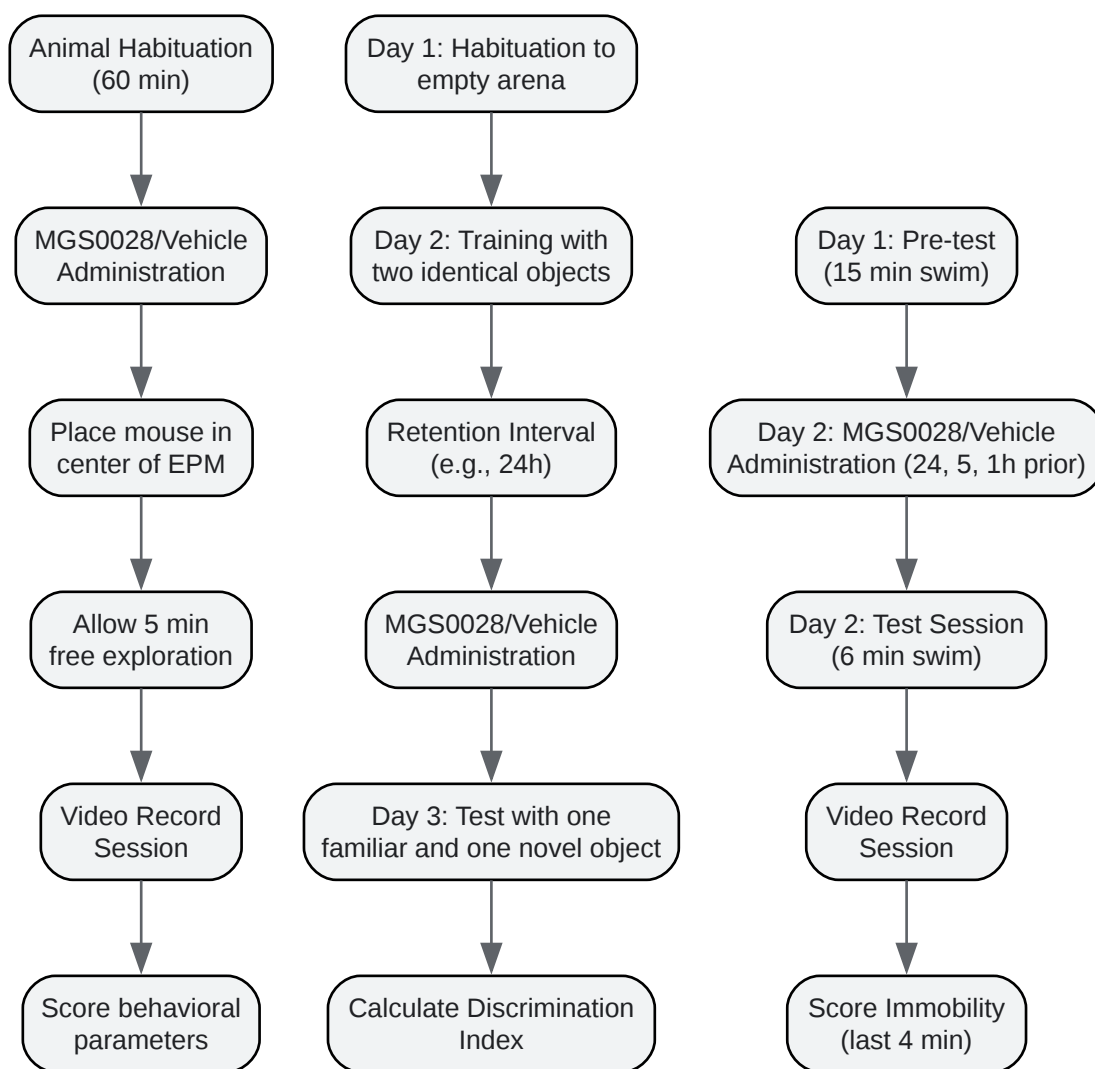 Animal Habituation
(60 min)
MGS0028/Vehicle
Administration
Place mouse in
center of EPM
Allow 5 min
free exploration
Video Record
Session
Score behavioral
parameters
Day 1: Habituation to
empty arena
Day 2: Training with
two identical objects
Retention Interval
(e.g., 24h)
MGS0028/Vehicle
Administration
Day 3: Test with one
familiar and one novel object
Calculate Discrimination
Index
Day 1: Pre-test
(15 min swim)
Day 2: MGS0028/Vehicle
Administration (24, 5, 1h prior)
Day 2: Test Session
(6 min swim)
Video Record
Session
Score Immobility
(last 4 min)